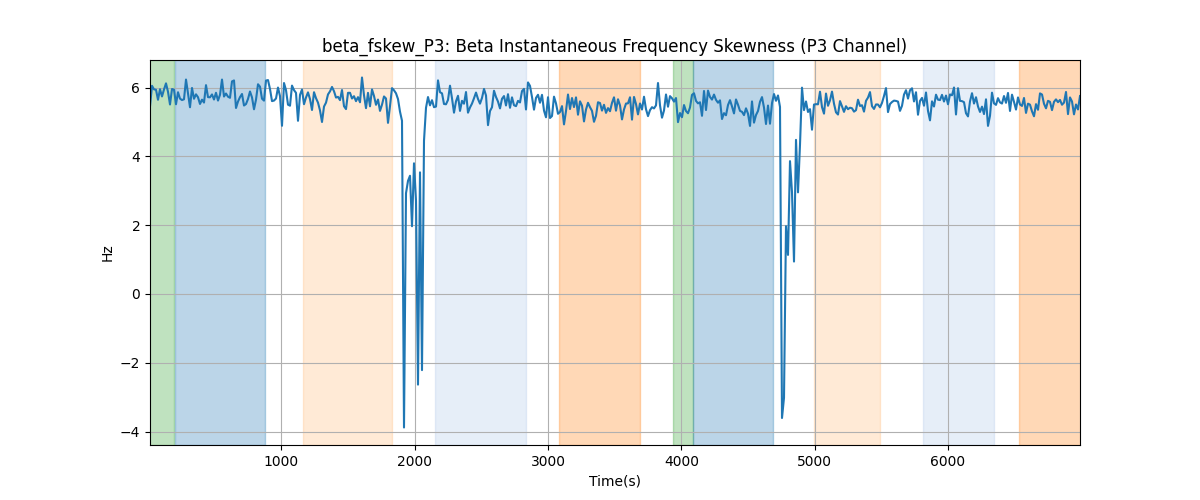 beta_fskew_P3: Beta Instantaneous Frequency Skewness (P3 Channel)
6
4
2
0
−2
−4
Hz
1000 2000 3000 4000 5000 6000
Time(s)